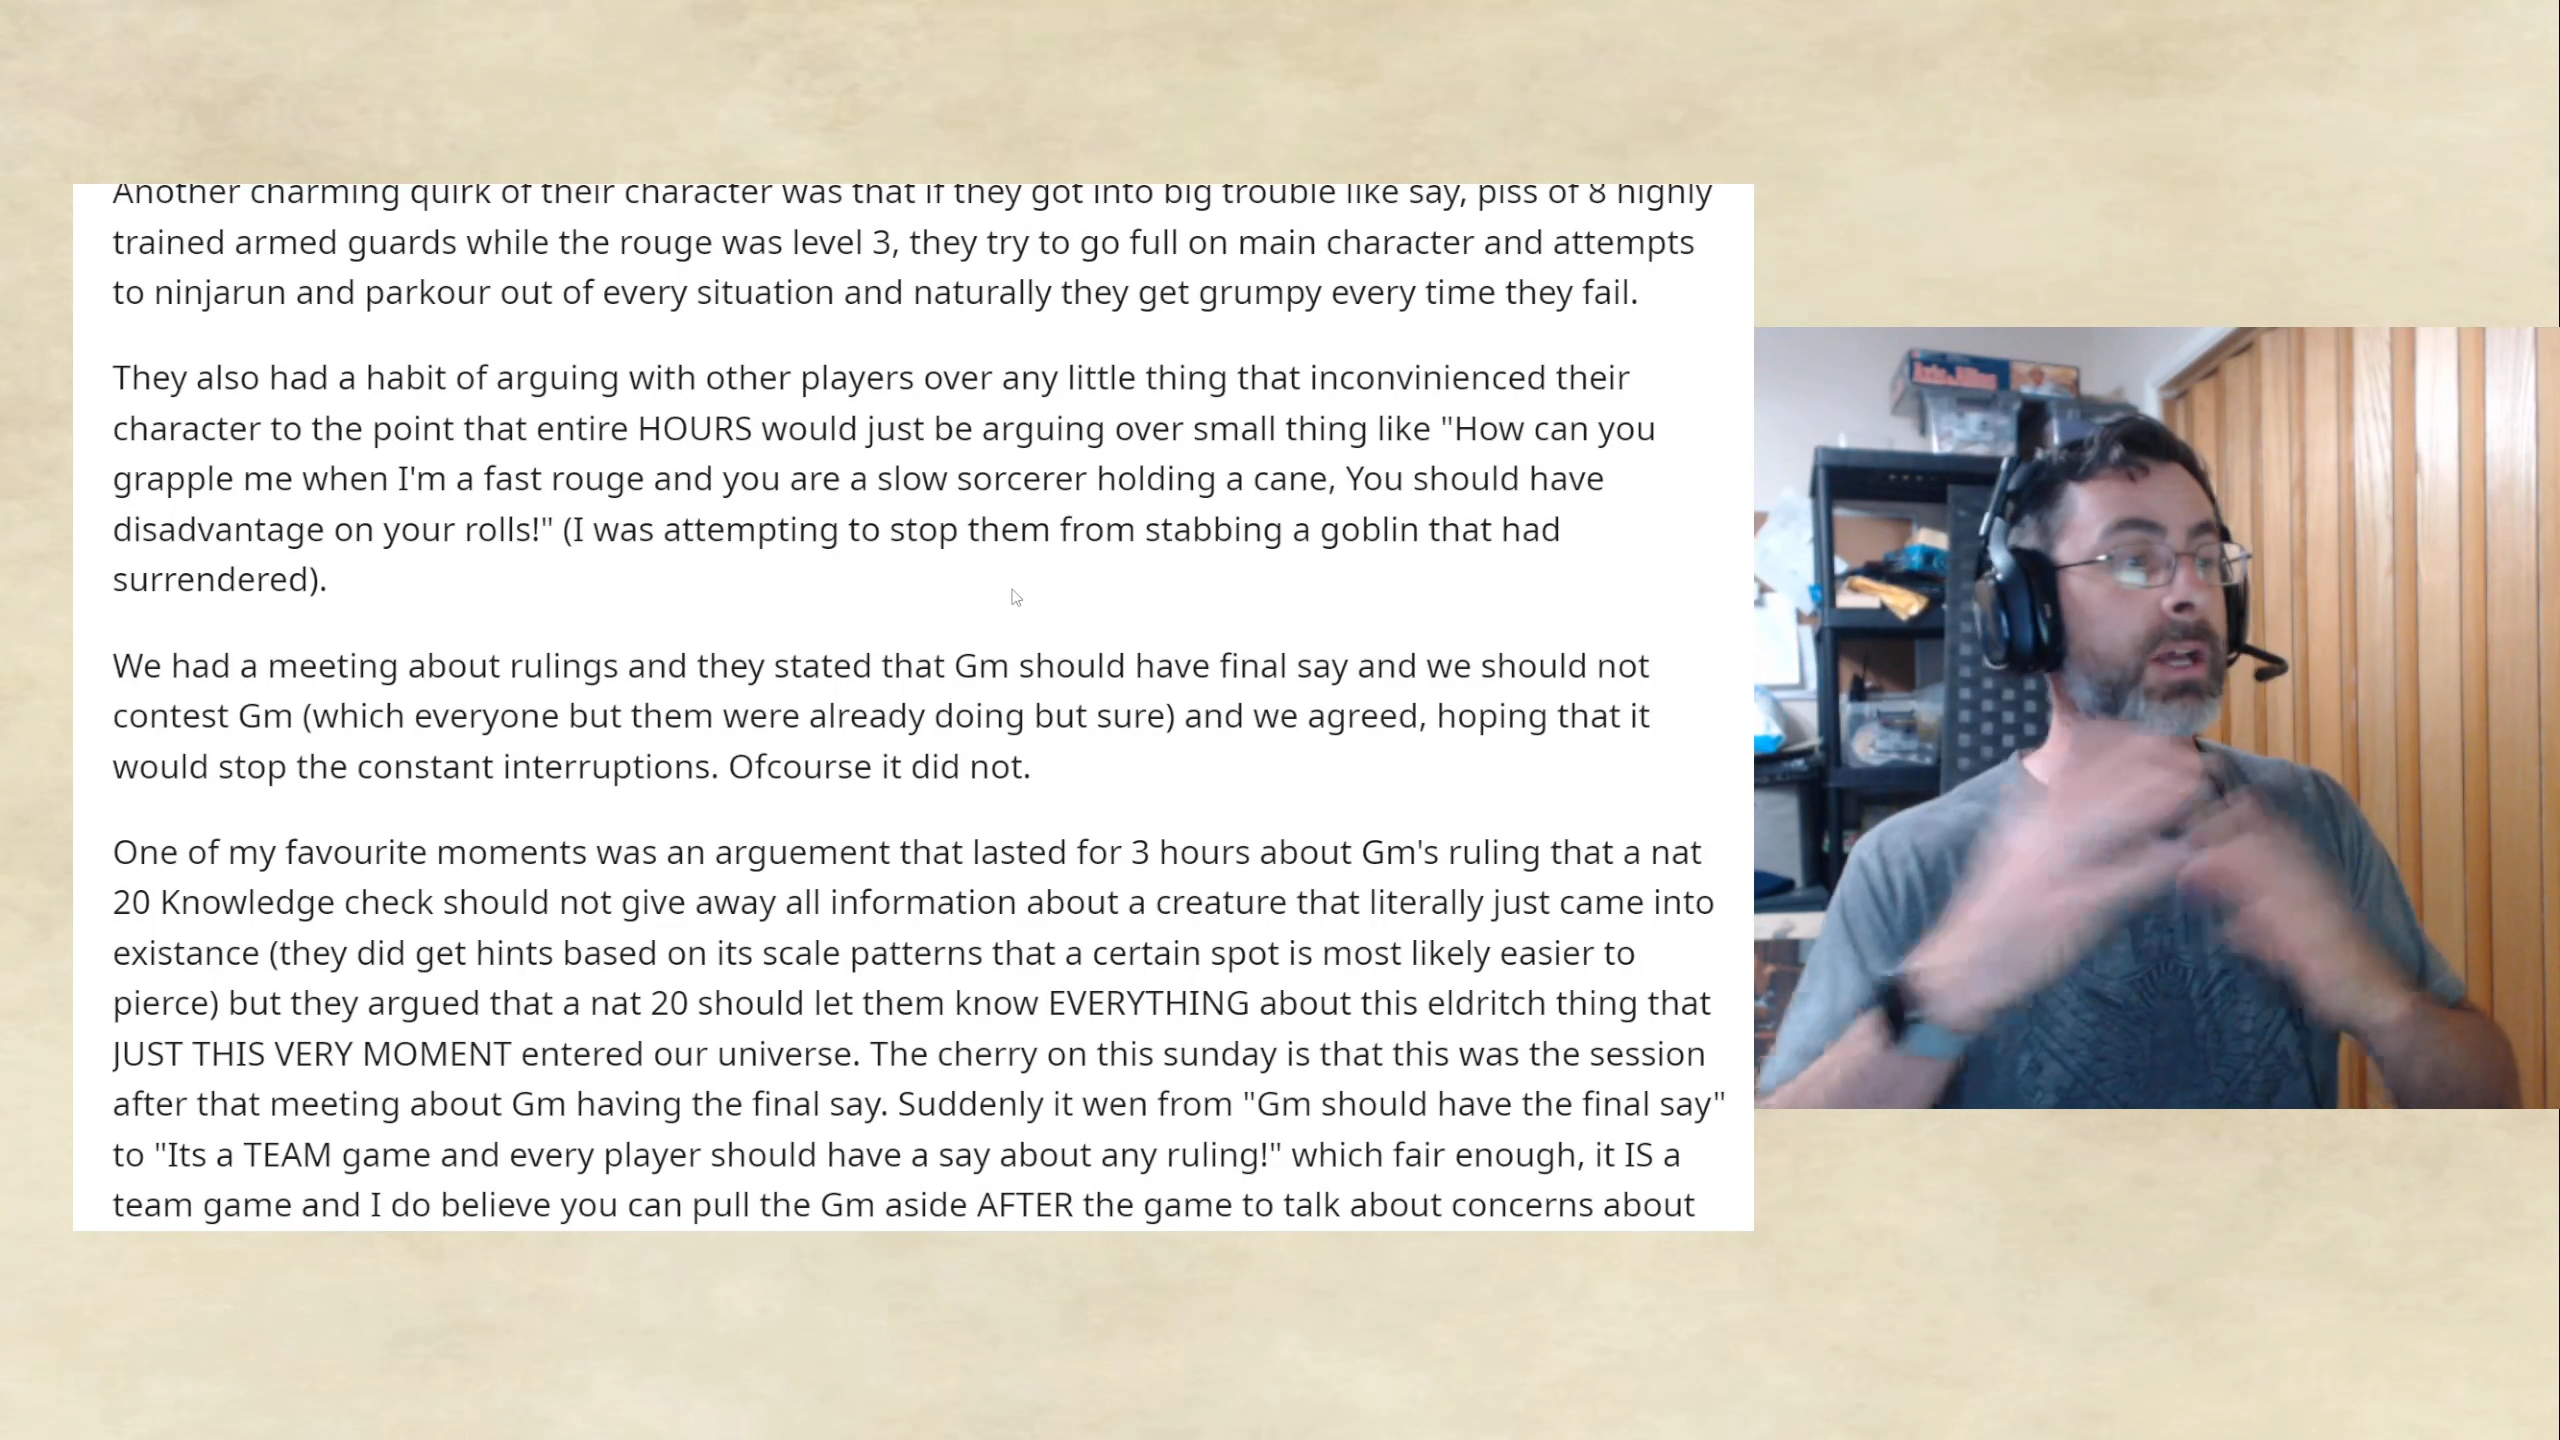 Another charming quirk of their character was that if they got into big trouble like say, piss of 8 highly
trained armed guards while the rouge was level 3, they try to go full on main character and attempts
to ninjarun and parkour out of every situation and naturally they get grumpy every time they fail.
They also had a habit of arguing with other players over any little thing that inconvinienced their
character to the point that entire HOURS would just be arguing over small thing like "How can you
grapple me when I'm a fast rouge and you are a slow sorcerer holding a cane, You should have
disadvantage on your rolls!" (I was attempting to stop them from stabbing a goblin that had
surrendered).
We had a meeting about rulings and they stated that Gm should have final say and we should not
contest Gm (which everyone but them were already doing but sure) and we agreed, hoping that it
would stop the constant interruptions. Ofcourse it did not.
One of my favourite moments was an arguement that lasted for 3 hours about Gm's ruling that a nat
20 Knowledge check should not give away all information about a creature that literally just came into
existance (they did get hints based on its scale patterns that a certain spot is most likely easier to
pierce) but they argued that a nat 20 should let them know EVERYTHING about this eldritch thing that
JUST THIS VERY MOMENT entered our universe. The cherry on this sunday is that this was the session
after that meeting about Gm having the final say. Suddenly it wen from "Gm should have the final say"
to "Its a TEAM game and every player should have a say about any ruling!" which fair enough, it IS a
team game and I do believe you can pull the Gm aside AFTER the game to talk about concerns about